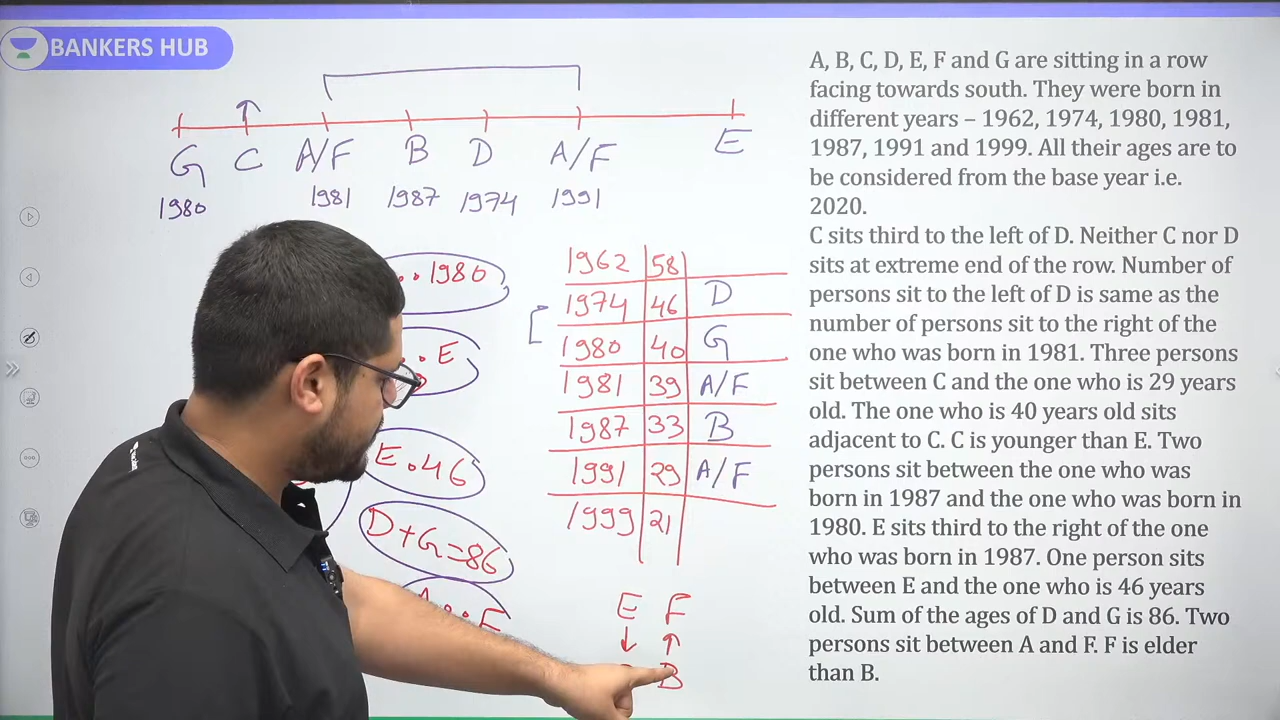 BANKERS HUB
G C A/F B D A/F E
1980 1981 1987 1974 1991
..1980
. E
E.46
D+G=86
1962 58
1974 46 D
1980 40 G
1981 39 A/F
1987 33 B
1991 29 A/F
1999 21
E F
B
A, B, C, D, E, F and G are sitting in a row
facing towards south. They were born in
different years – 1962, 1974, 1980, 1981,
1987, 1991 and 1999. All their ages are to
be considered from the base year i.e.
2020.
C sits third to the left of D. Neither C nor D
sits at extreme end of the row. Number of
persons sit to the left of D is same as the
number of persons sit to the right of the
one who was born in 1981. Three persons
sit between C and the one who is 29 years
old. The one who is 40 years old sits
adjacent to C. C is younger than E. Two
persons sit between the one who was
born in 1987 and the one who was born in
1980. E sits third to the right of the one
who was born in 1987. One person sits
between E and the one who is 46 years
old. Sum of the ages of D and G is 86. Two
persons sit between A and F. F is elder
than B.